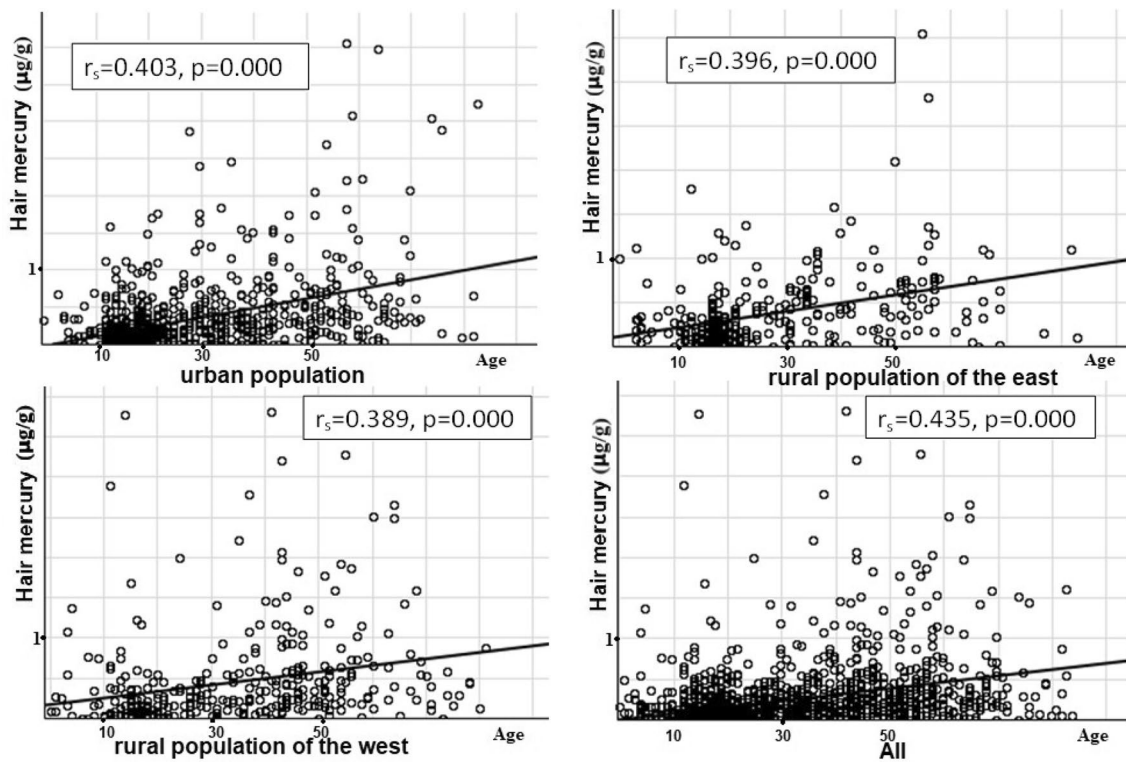 Hair mercury (µg/g)
rs=0.403, p=0.000
1
10 30 50 Age
urban population
Hair mercury (µg/g)
rs=0.396, p=0.000
1
10 30 50 Age
rural population of the east
Hair mercury (µg/g)
rs=0.389, p=0.000
1
10 30 50 Age
rural population of the west
Hair mercury (µg/g)
rs=0.435, p=0.000
1
10 30 50 Age
All